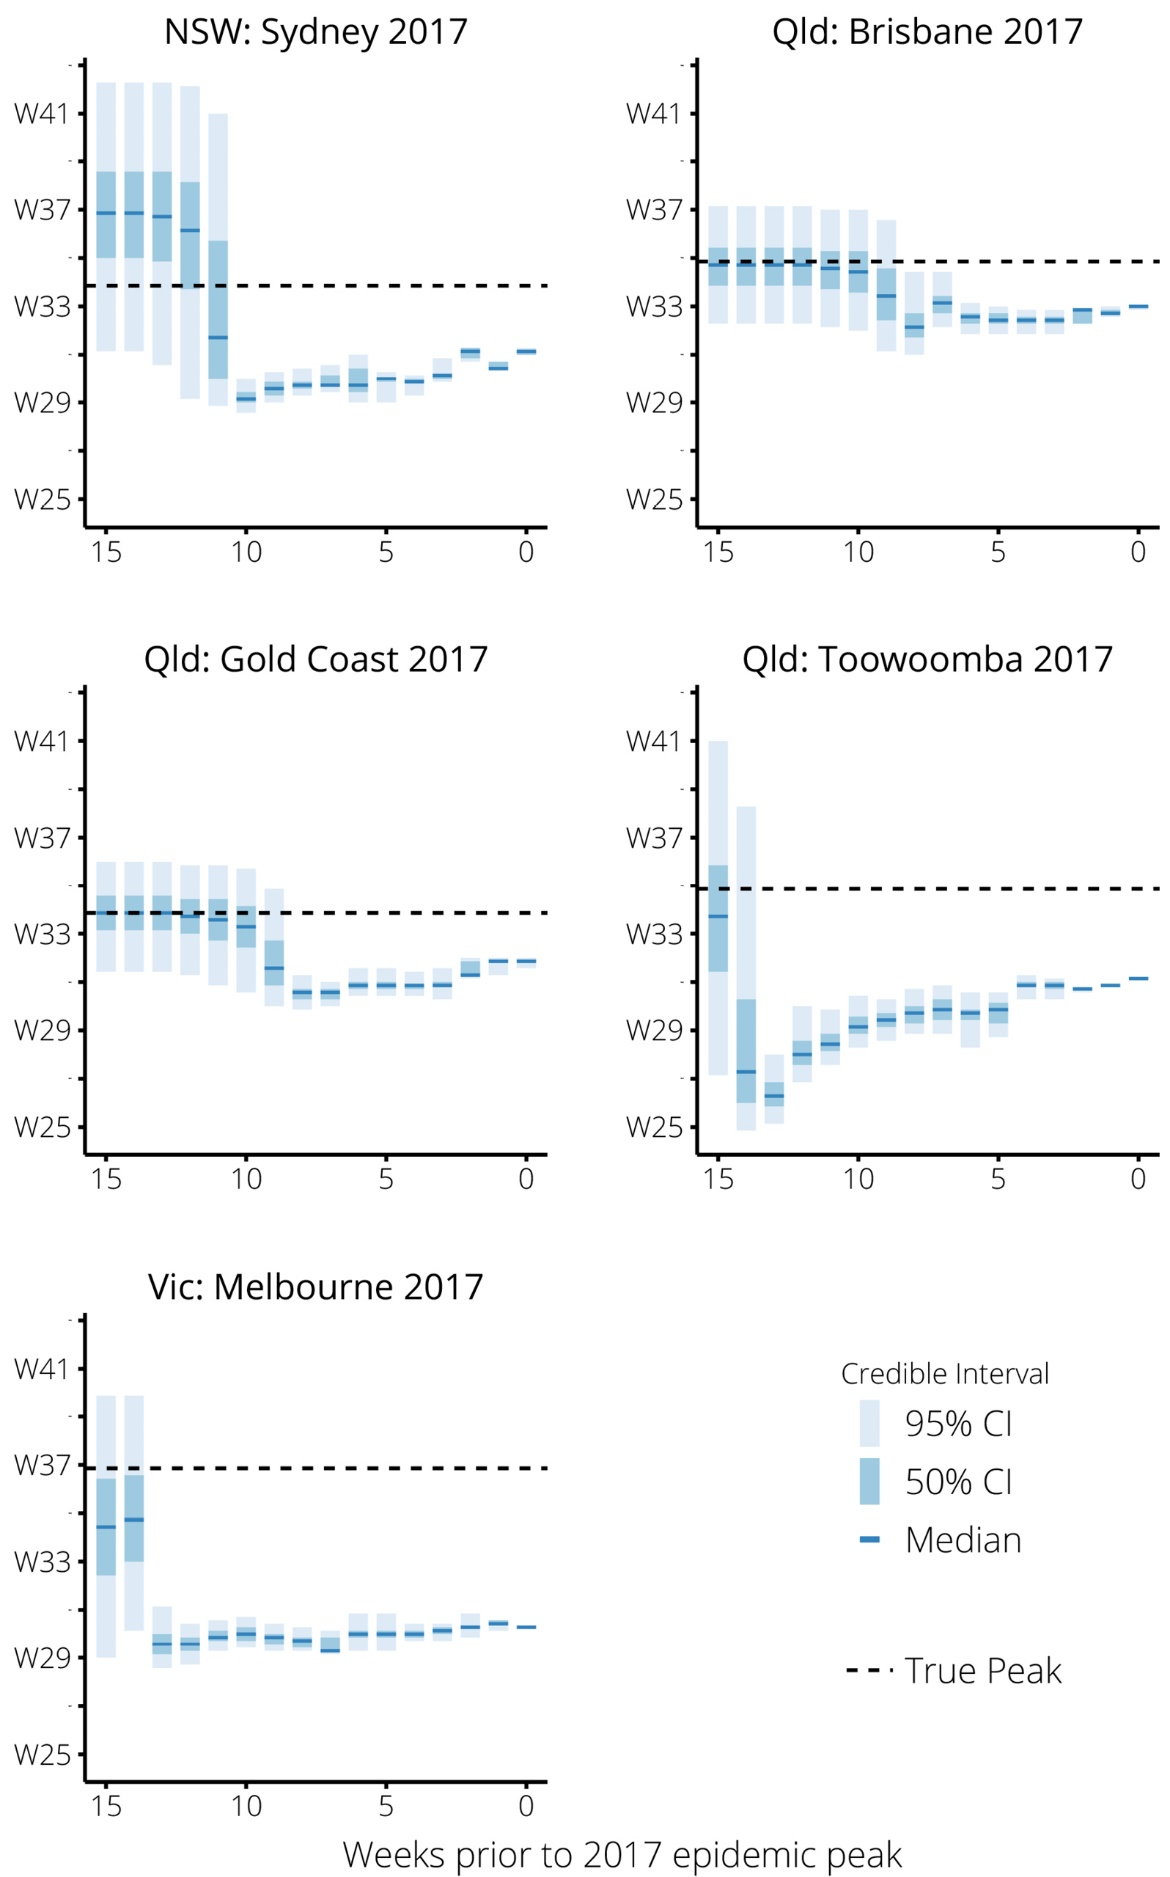 NSW: Sydney 2017
W41
W37
W33
W29
W25
15 10 5 0
Qld: Brisbane 2017
W41
W37
W33
W29
W25
15 10 5 0
Qld: Gold Coast 2017
W41
W37
W33
W29
W25
15 10 5 0
Qld: Toowoomba 2017
W41
W37
W33
W29
W25
15 10 5 0
Vic: Melbourne 2017
W41
W37
W33
W29
W25
15 10 5 0
Credible Interval
95% CI
50% CI
Median
True Peak
Weeks prior to 2017 epidemic peak